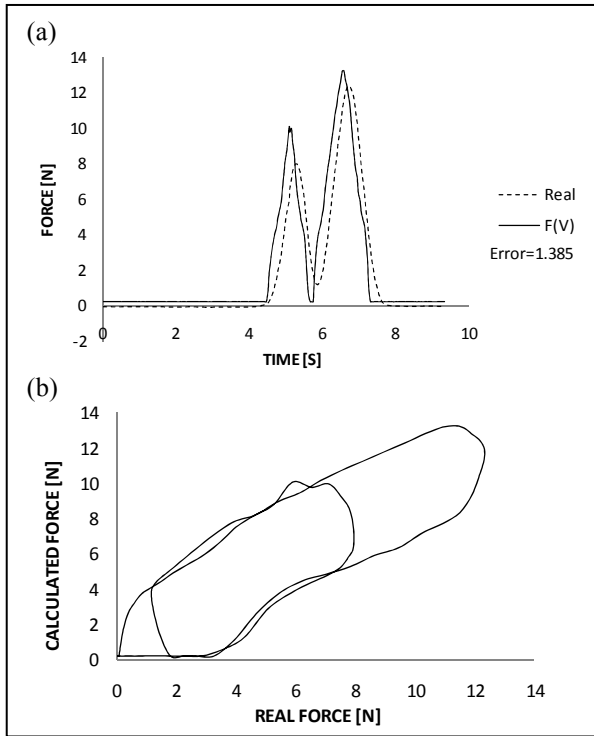 (a)
14
12
10
8
6
4
2
0
-2
0 2 4 6 8 10
FORCE [N]
TIME [S]
Real
F(V)
Error=1.385
(b)
14
12
10
8
6
4
2
0
0 2 4 6 8 10 12 14
CALCULATED FORCE [N]
REAL FORCE [N]